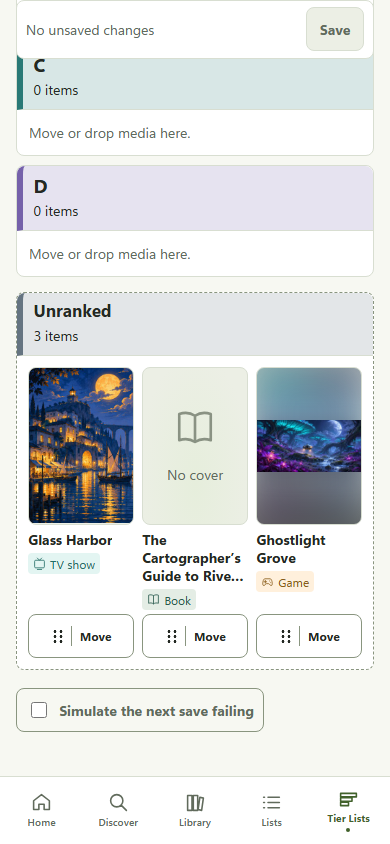 No unsaved changes
Save
C
0 items
Move or drop media here.
D
0 items
Move or drop media here.
Unranked
3 items
No cover
Glass Harbor
TV show
The
Cartographer's
Guide to Rive...
Book
Ghostlight
Grove
Game
Move
Move
Move
Simulate the next save failing
Home
Discover
Library
Lists
Tier Lists